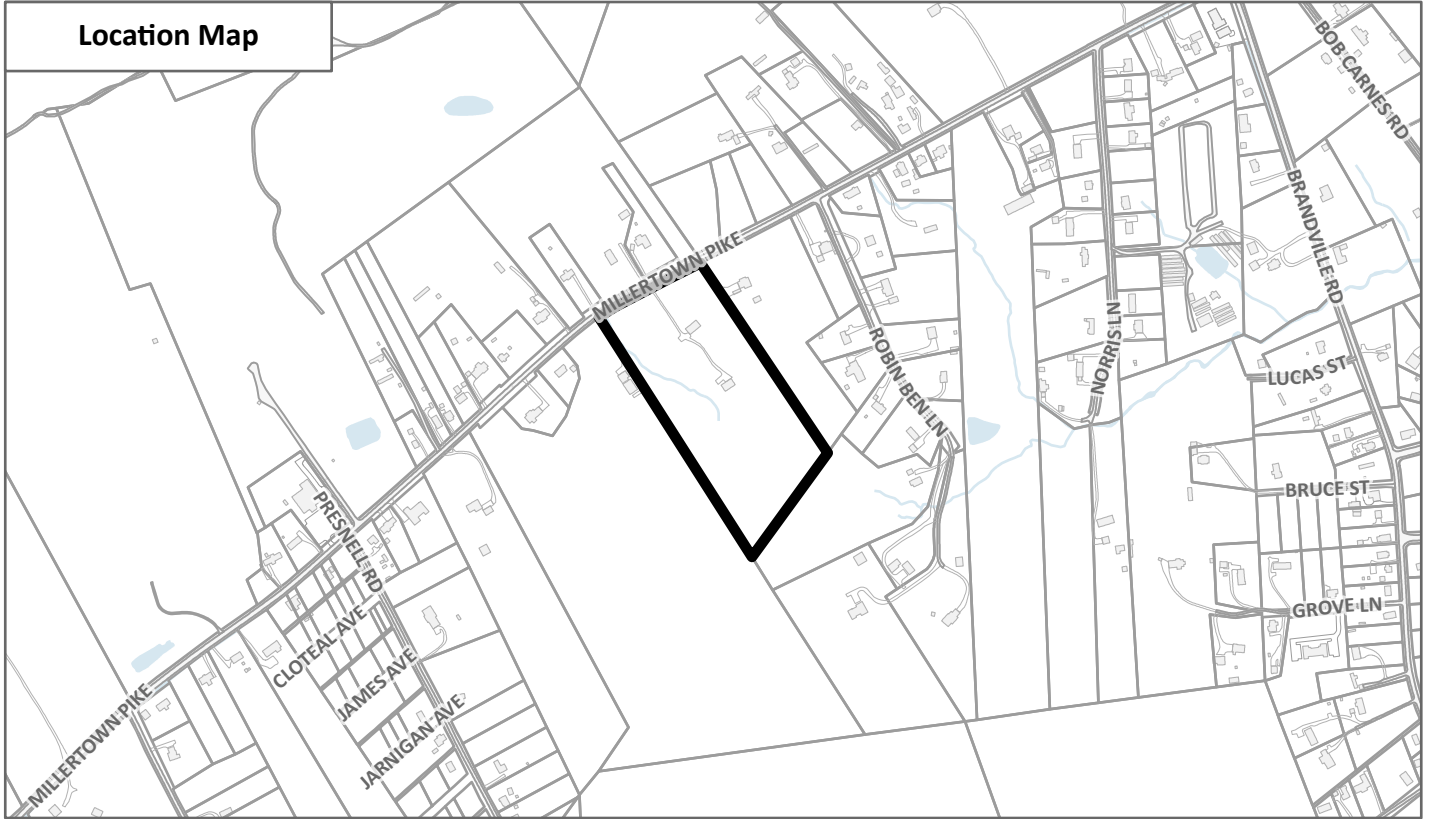 Location Map
BOB CARNES RD
BRANDVILLE RD
MILLERTOWN PIKE
NORRIS LN
ROBIN BEN LN
LUCAS ST
BRUCE ST
PRESNELL RD
GROVE LN
CLOTEAL AVE
JAMES AVE
JARNIGAN AVE
MILLERTOWN PIKE